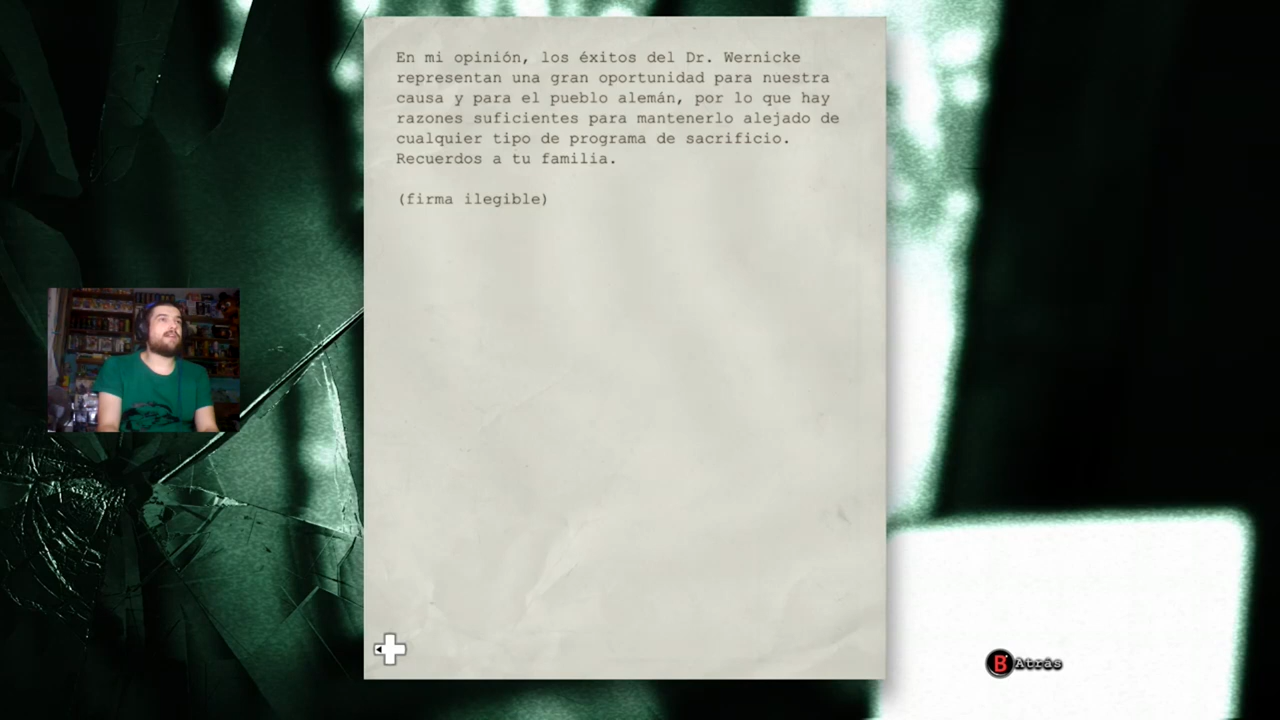 En mi opinión, los éxitos del Dr. Wernicke
representan una gran oportunidad para nuestra
causa y para el pueblo alemán, por lo que hay
razones suficientes para mantenerlo alejado de
cualquier tipo de programa de sacrificio.
Recuerdos a tu familia.
(firma ilegible)
B Atrás